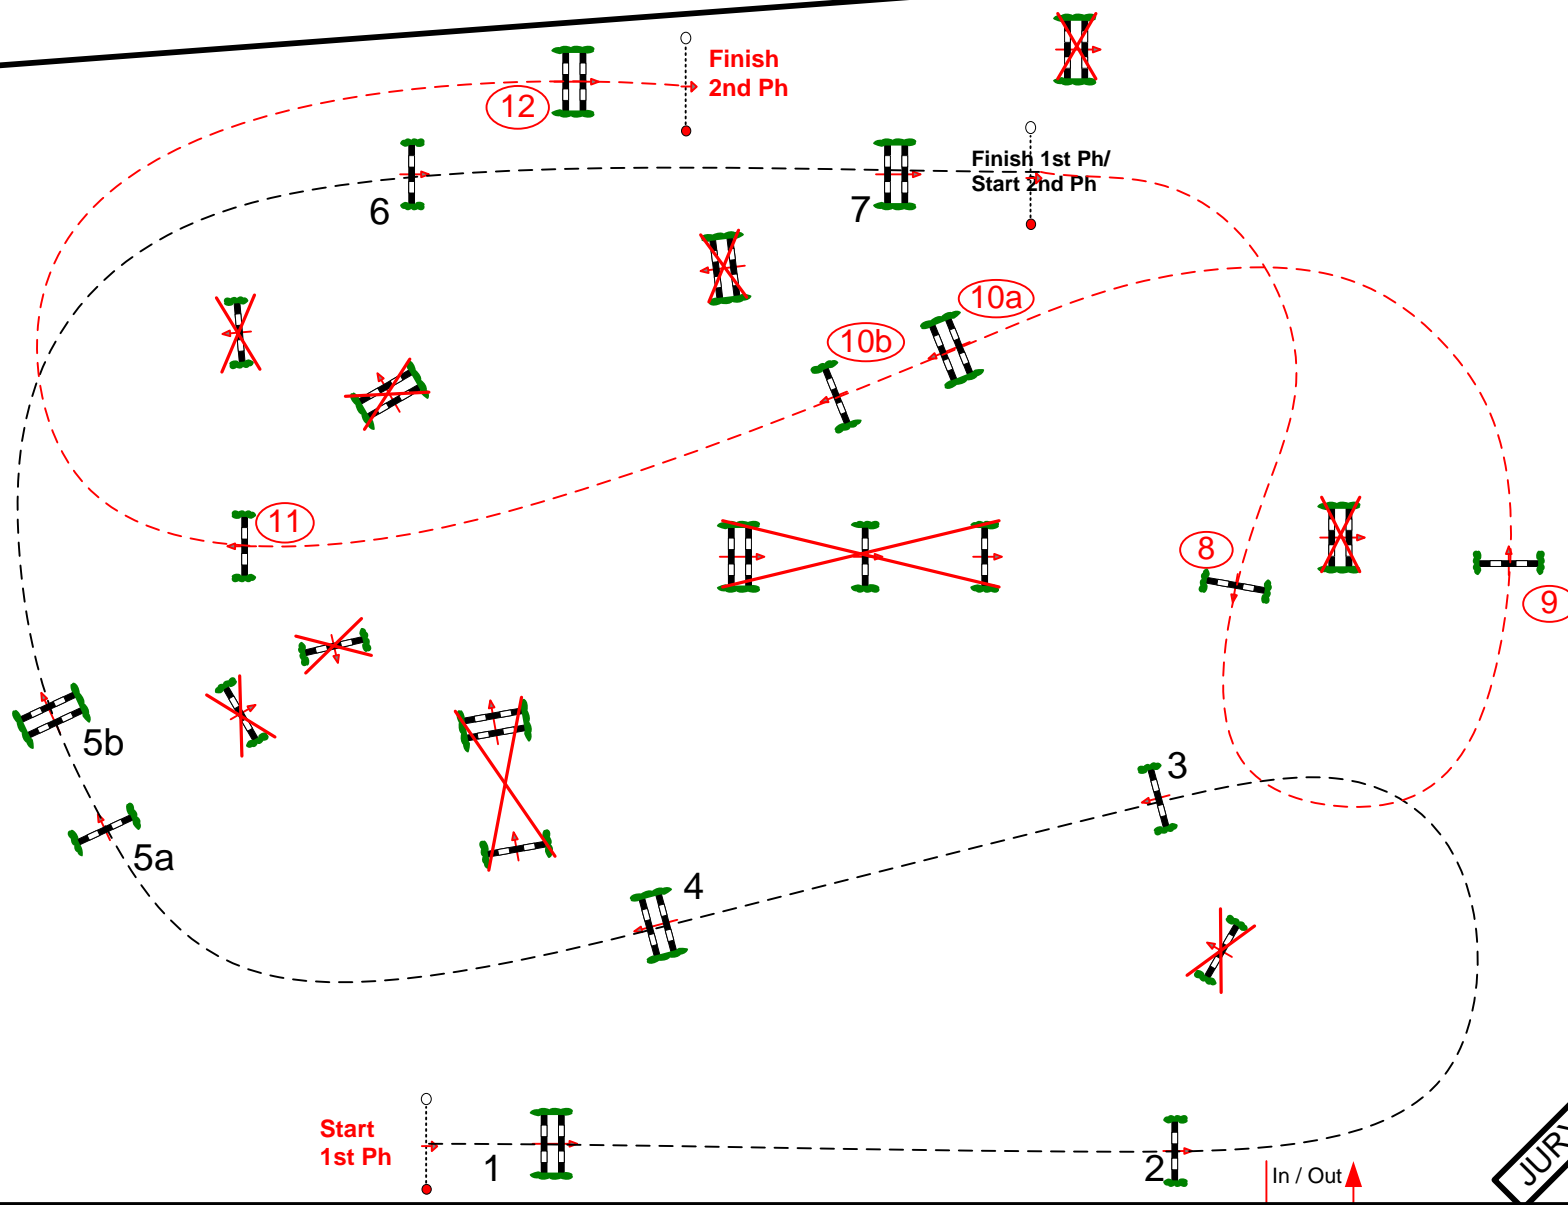 Finish
2nd Ph
12
Finish 1st Ph/
Start 2nd Ph
6
7
10a
10b
11
8
9
5b
3
5a
4
Start
1st Ph
1
2
In / Out
JURY